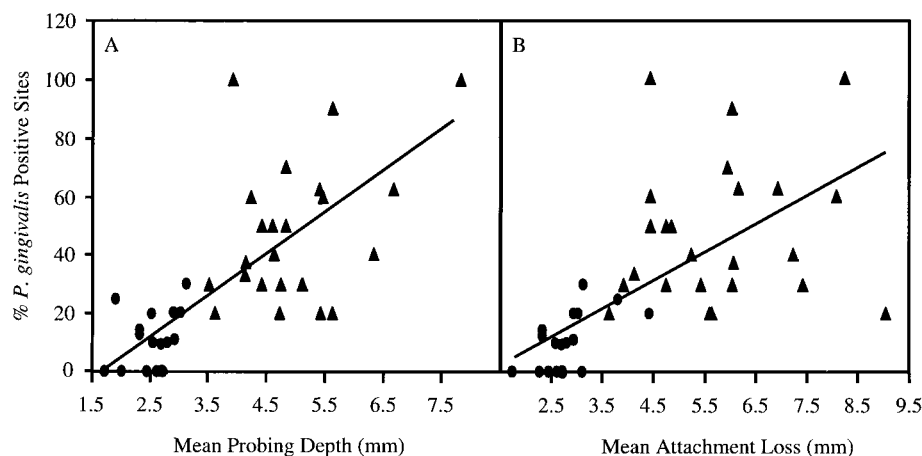 % P. gingivalis Positive Sites
120
100
80
60
40
20
0
A
1.5 2.5 3.5 4.5 5.5 6.5 7.5
Mean Probing Depth (mm)
B
2.5 3.5 4.5 5.5 6.5 7.5 8.5 9.5
Mean Attachment Loss (mm)